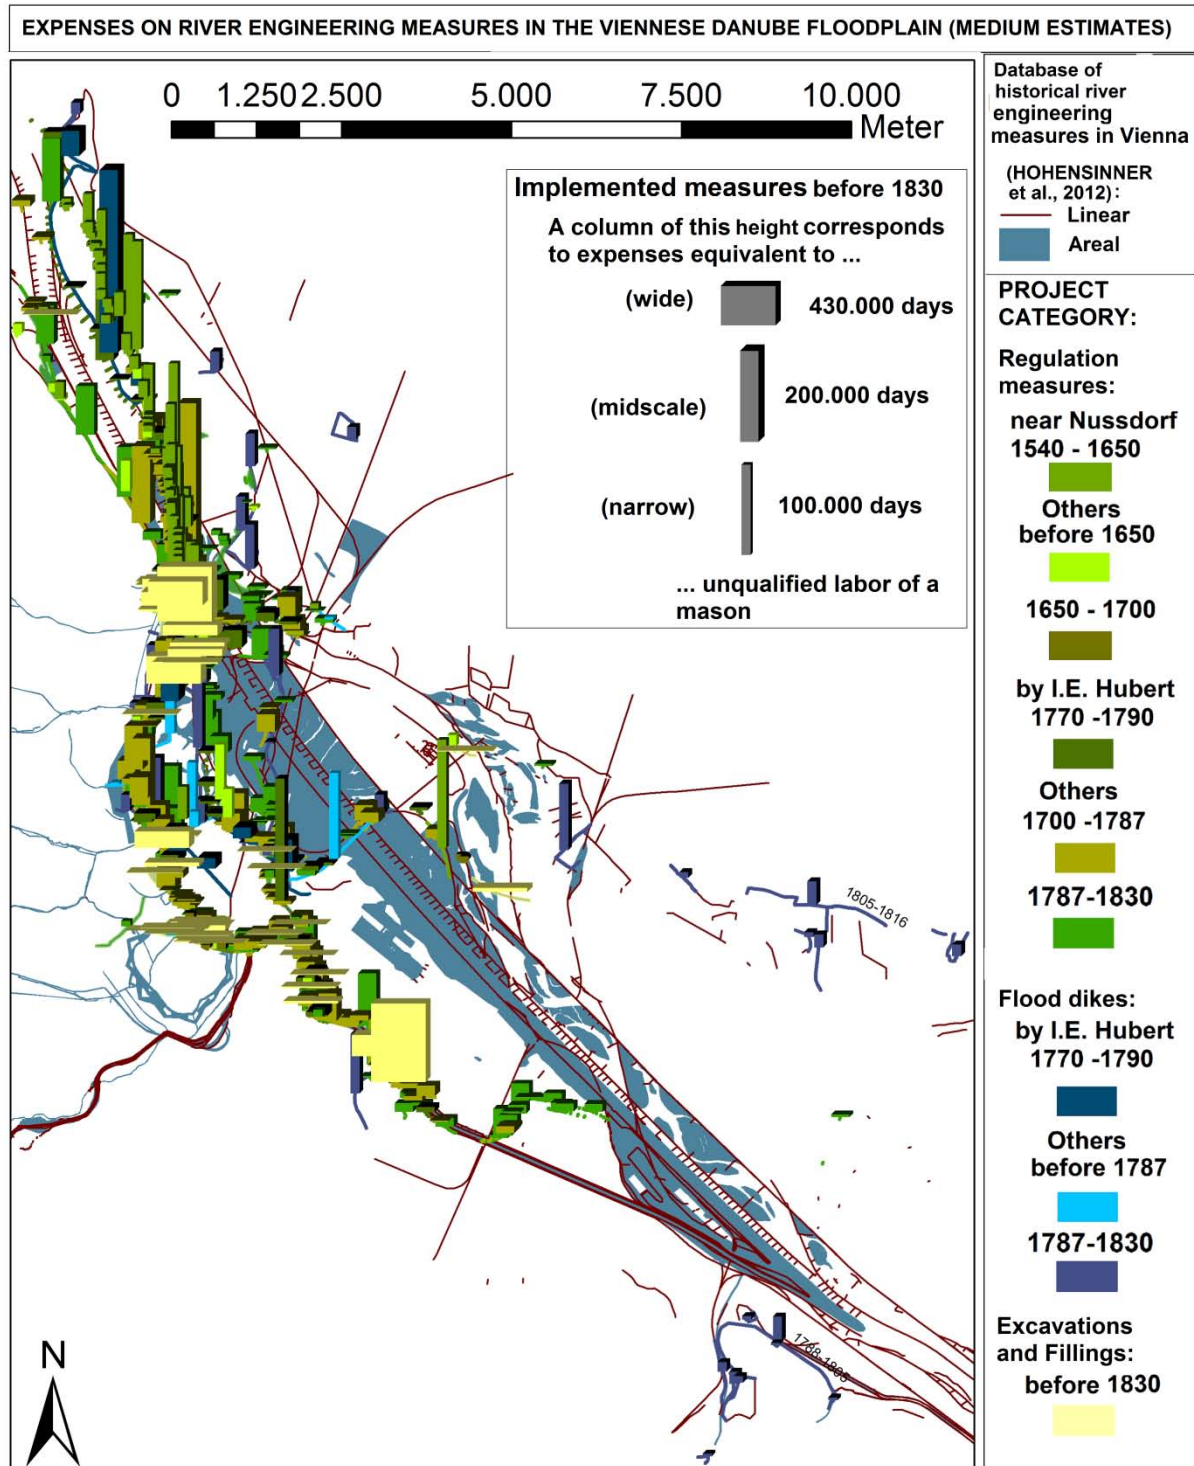 EXPENSES ON RIVER ENGINEERING MEASURES IN THE VIENNESE DANUBE FLOODPLAIN (MEDIUM ESTIMATES)
0 1.250 2.500 5.000 7.500 10.000
Meter
Implemented measures before 1830
A column of this height corresponds
to expenses equivalent to ...
(wide) 430.000 days
(midscale) 200.000 days
(narrow) 100.000 days
... unqualified labor of a
mason
1805-1816
1788-1805
N
Database of
historical river
engineering
measures in Vienna
(HOHENSINNER
et al., 2012):
Linear
Areal
PROJECT
CATEGORY:
Regulation
measures:
near Nussdorf
1540 - 1650
Others
before 1650
1650 - 1700
by I.E. Hubert
1770 -1790
Others
1700 -1787
1787-1830
Flood dikes:
by I.E. Hubert
1770 -1790
Others
before 1787
1787-1830
Excavations
and Fillings:
before 1830